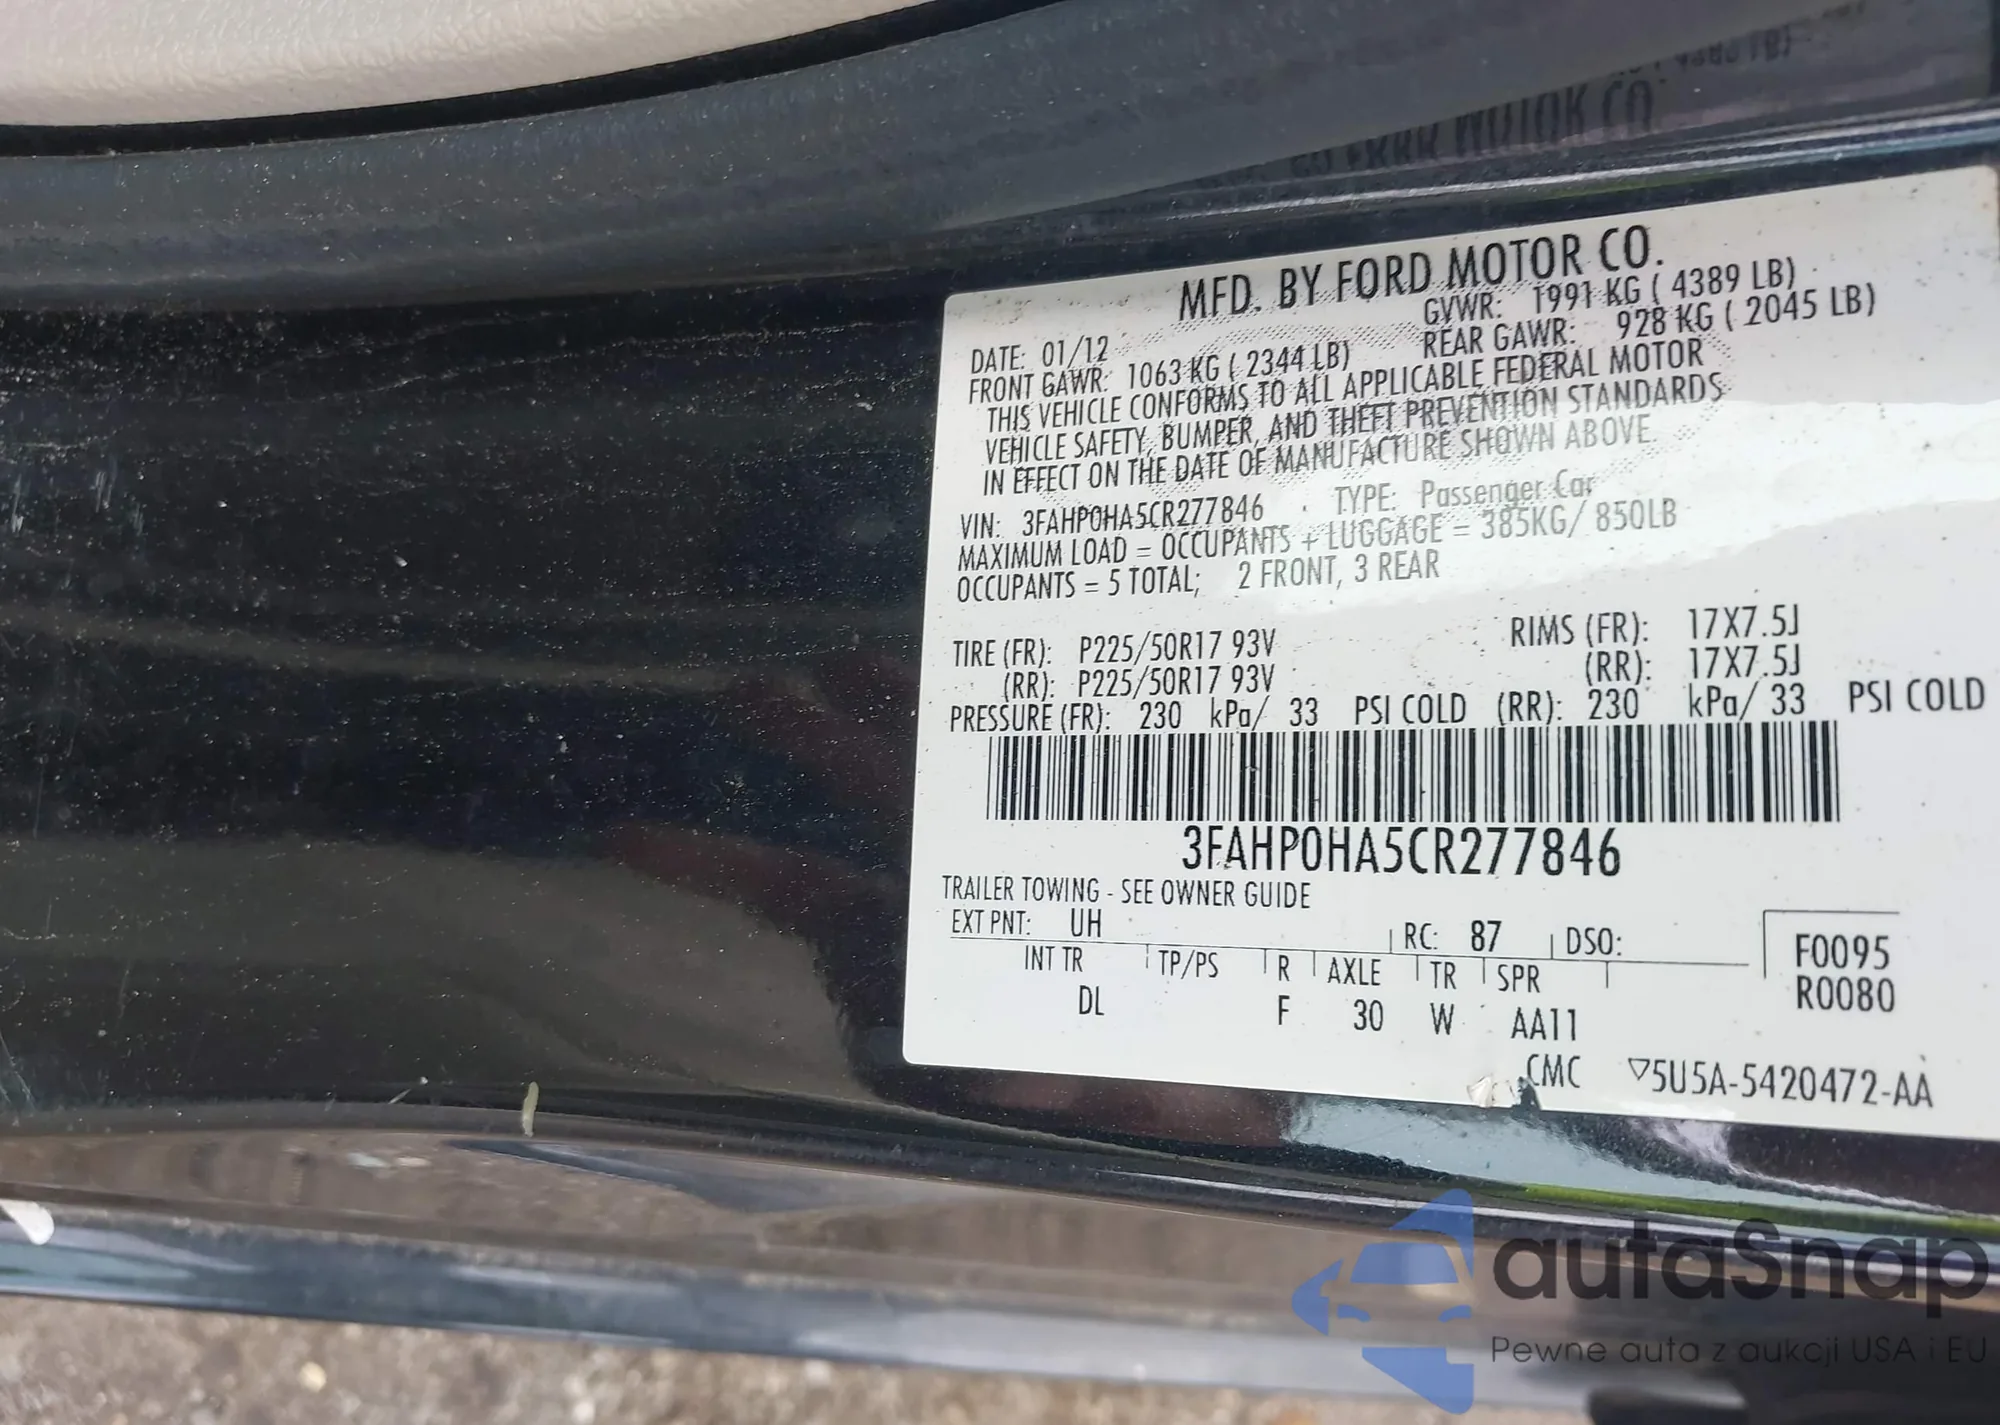 MFD. BY FORD MOTOR CO.
DATE: 01/12 GVWR: 1991 KG ( 4389 LB)
FRONT GAWR: 1063 KG ( 2344 LB) REAR GAWR: 928 KG ( 2045 LB)
THIS VEHICLE CONFORMS TO ALL APPLICABLE FEDERAL MOTOR
VEHICLE SAFETY, BUMPER, AND THEFT PREVENTION STANDARDS
IN EFFECT ON THE DATE OF MANUFACTURE SHOWN ABOVE.
VIN: 3FAHP0HA5CR277846 TYPE: Passenger Car
MAXIMUM LOAD = OCCUPANTS + LUGGAGE = 385KG/ 850LB
OCCUPANTS = 5 TOTAL; 2 FRONT, 3 REAR
TIRE (FR): P225/50R17 93V RIMS (FR): 17X7.5J
(RR): P225/50R17 93V (RR): 17X7.5J
PRESSURE (FR): 230 kPa/ 33 PSI COLD (RR): 230 kPa/ 33 PSI COLD
3FAHP0HA5CR277846
TRAILER TOWING - SEE OWNER GUIDE
EXT PNT: UH RC: 87 DSO: F0095
INT TR TP/PS R AXLE TR SPR R0080
DL F 30 W AA11
CMC ▽5U5A-5420472-AA
autaSnap
Pewne auta z aukcji USA i EU